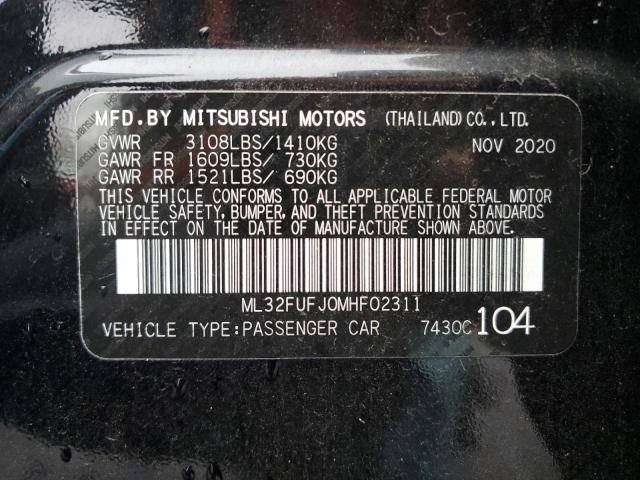 MFD.BY MITSUBISHI MOTORS (THAILAND)CO.,LTD.
GVWR 3108LBS/1410KG NOV 2020
GAWR FR 1609LBS/ 730KG
GAWR RR 1521LBS/ 690KG
THIS VEHICLE CONFORMS TO ALL APPLICABLE FEDERAL MOTOR
VEHICLE SAFETY, BUMPER, AND THEFT PREVENTION STANDARDS
IN EFFECT ON THE DATE OF MANUFACTURE SHOWN ABOVE.
ML32FUFJ0MHF02311
VEHICLE TYPE:PASSENGER CAR 7430C 104